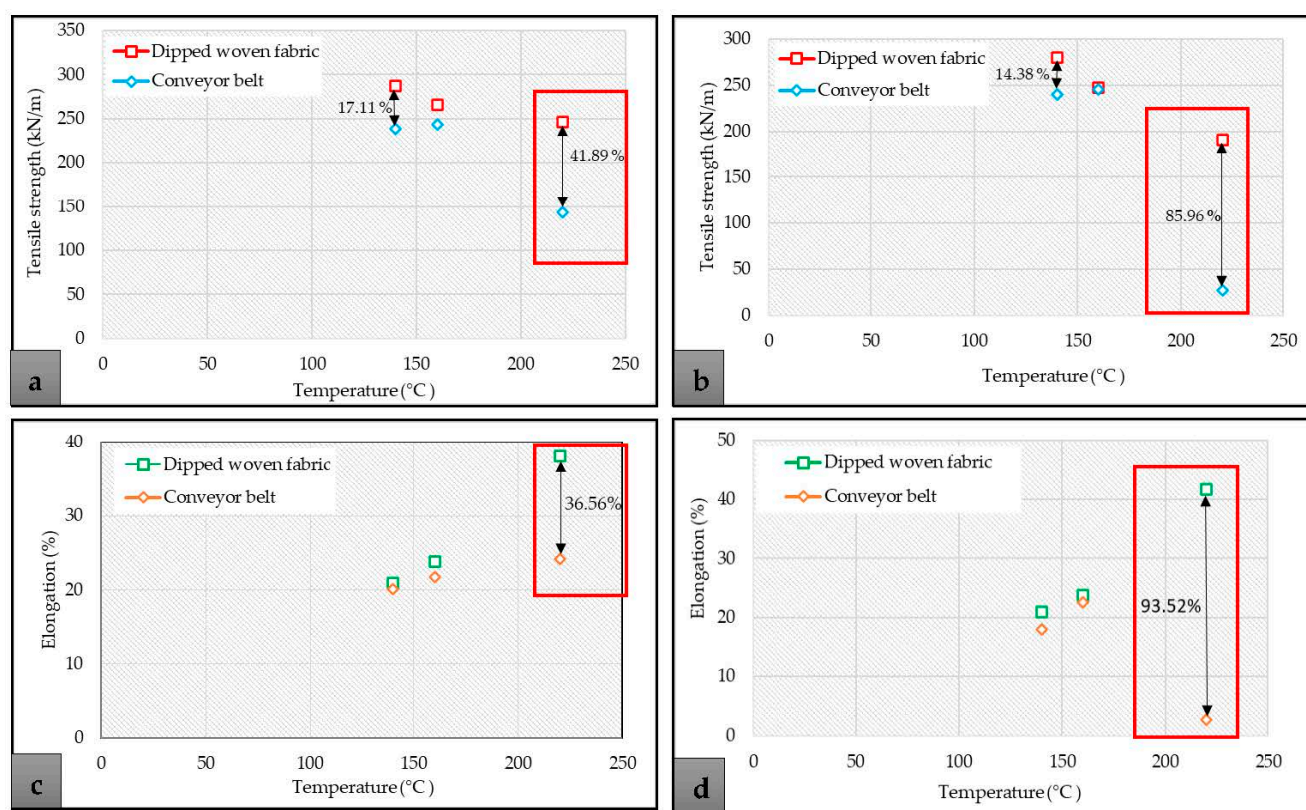 350
300
250
200
150
100
50
0
Tensile strength (kN/m)
Dipped woven fabric
Conveyor belt
17.11 %
41.89 %
0 50 100 150 200 250
Temperature (°C)
a
300
250
200
150
100
50
0
Tensile strength (kN/m)
Dipped woven fabric
Conveyor belt
14.38 %
85.96 %
0 50 100 150 200 250
Temperature (°C)
b
40
30
20
10
0
Elongation (%)
Dipped woven fabric
Conveyor belt
36.56%
0 50 100 150 200 250
Temperature (°C)
c
50
40
30
20
10
0
Elongation (%)
Dipped woven fabric
Conveyor belt
93.52%
0 50 100 150 200 250
Temperature (°C)
d